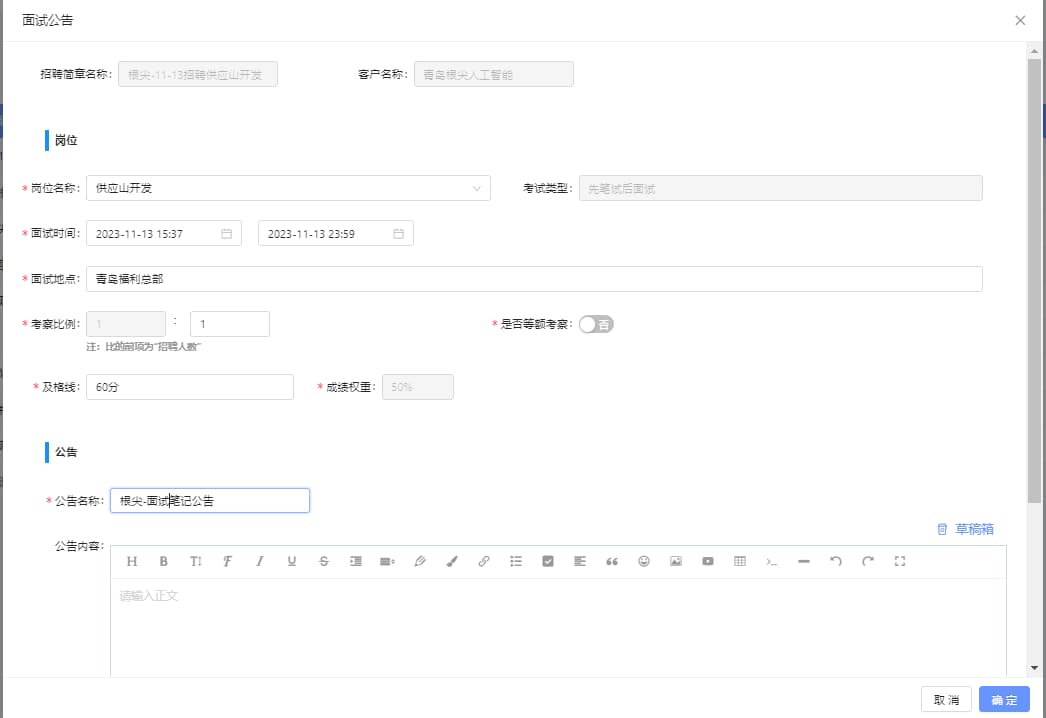 面试公告
招聘简章名称: 根尖-11-13招聘供应山开发 客户名称: 青岛根尖人工智能
岗位
* 岗位名称: 供应山开发 考试类型: 先笔试后面试
* 面试时间: 2023-11-13 15:37 2023-11-13 23:59
* 面试地点: 青岛福利总部
* 考察比例: 1 : 1 * 是否等额考察: 否
注: 比的前项为"招聘人数"
* 及格线: 60分 * 成绩权重: 50%
公告
* 公告名称: 根尖-面试笔记公告
草稿箱
公告内容:
请输入正文
取消 确定